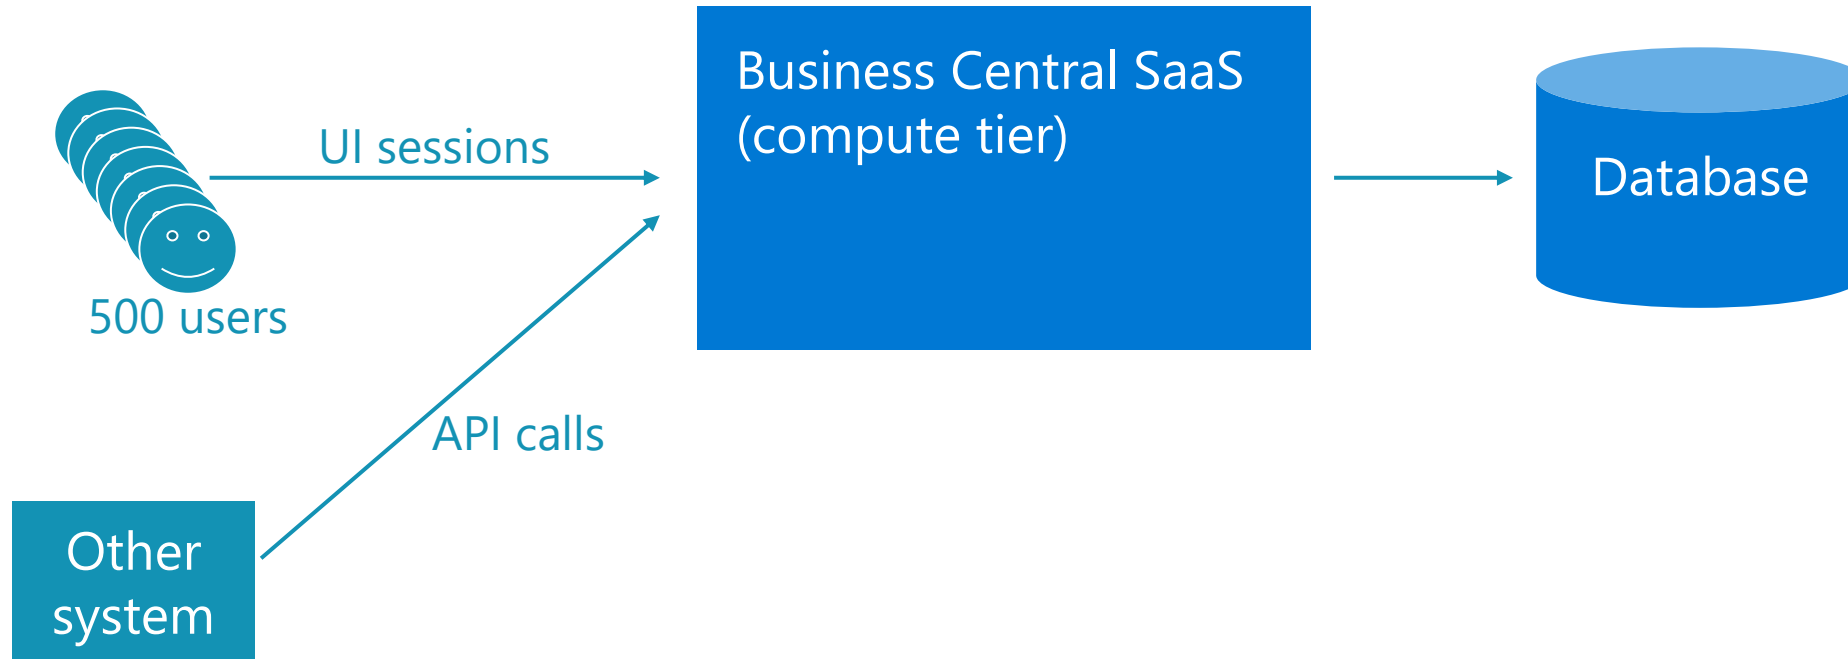 UI sessions
500 users
API calls
Other
system
Business Central SaaS
(compute tier)
Database